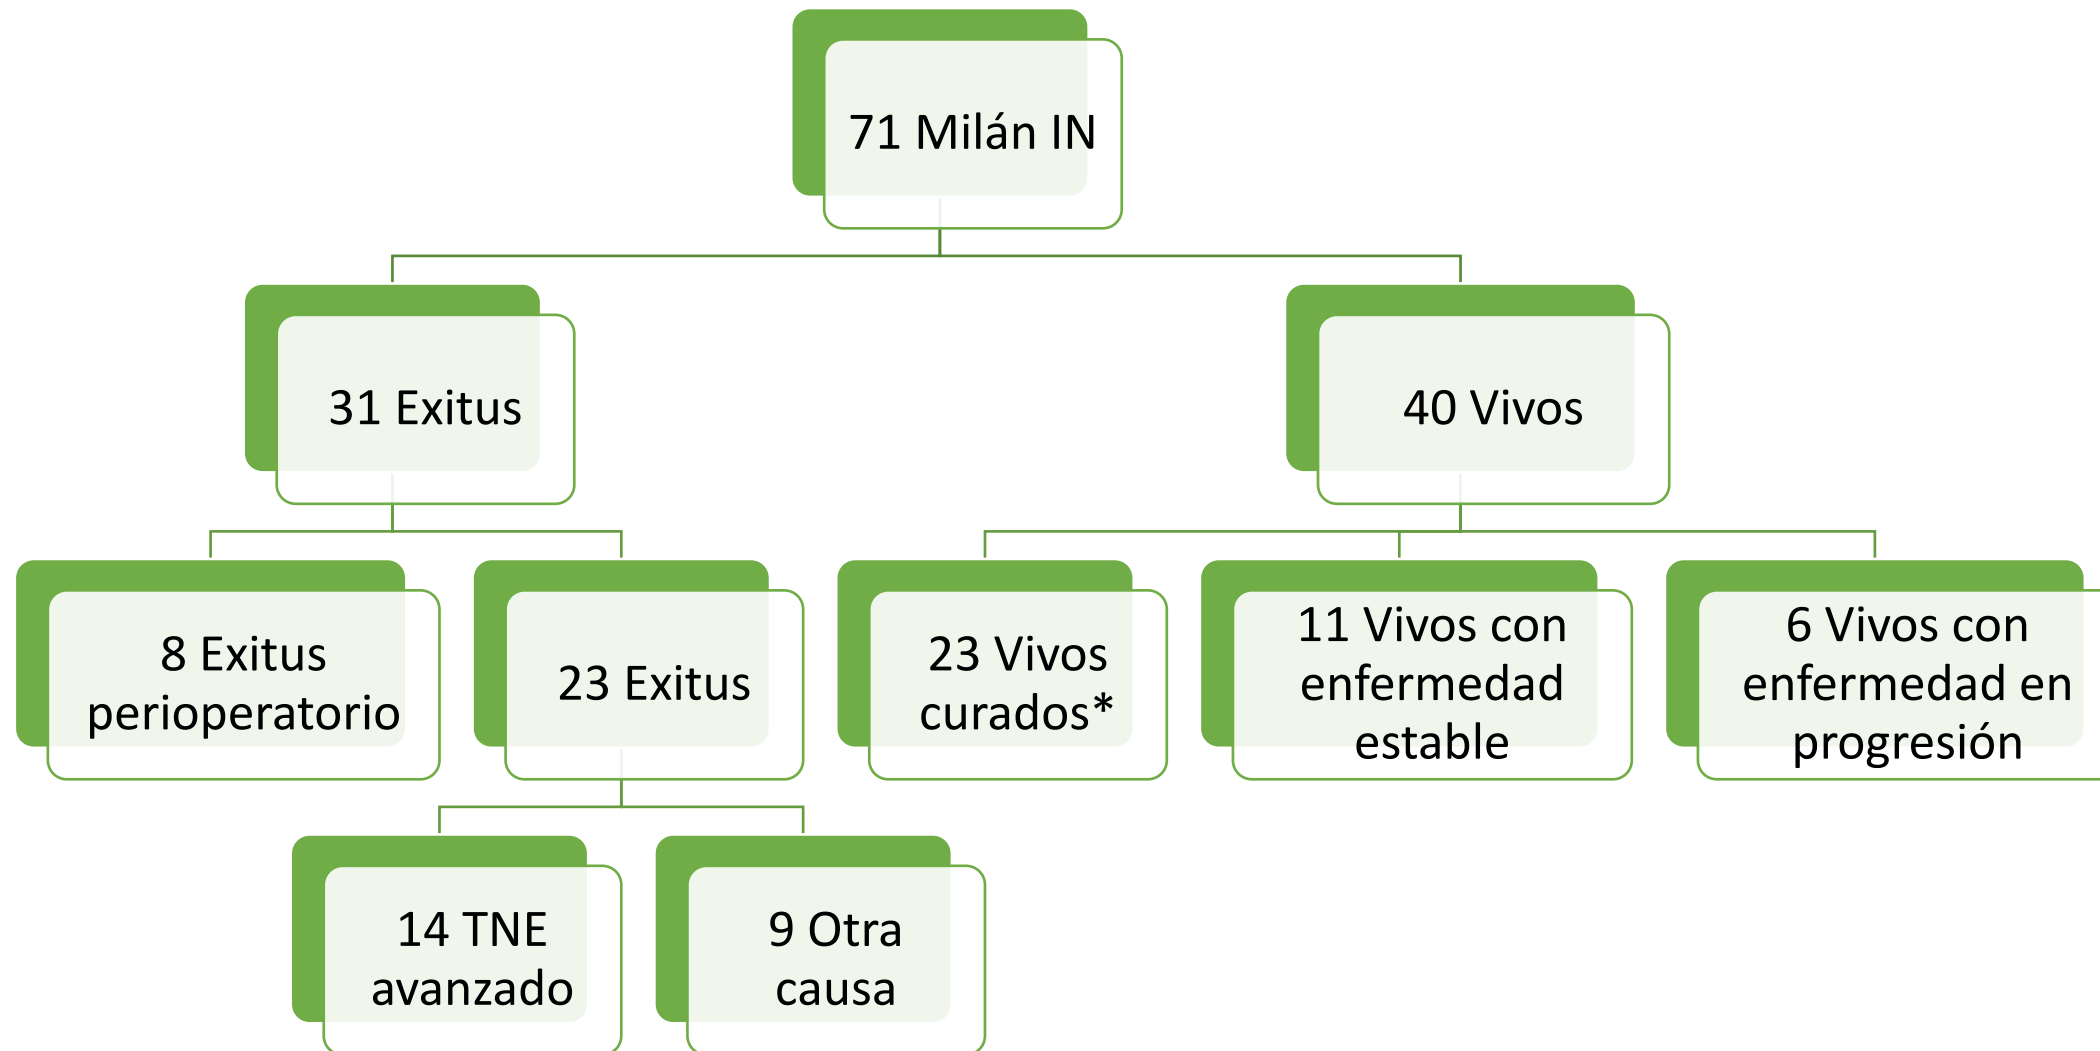 71 Milán IN
31 Exitus
40 Vivos
8 Exitus
perioperatorio
23 Exitus
23 Vivos
curados*
11 Vivos con
enfermedad
estable
6 Vivos con
enfermedad en
progresión
14 TNE
avanzado
9 Otra
causa